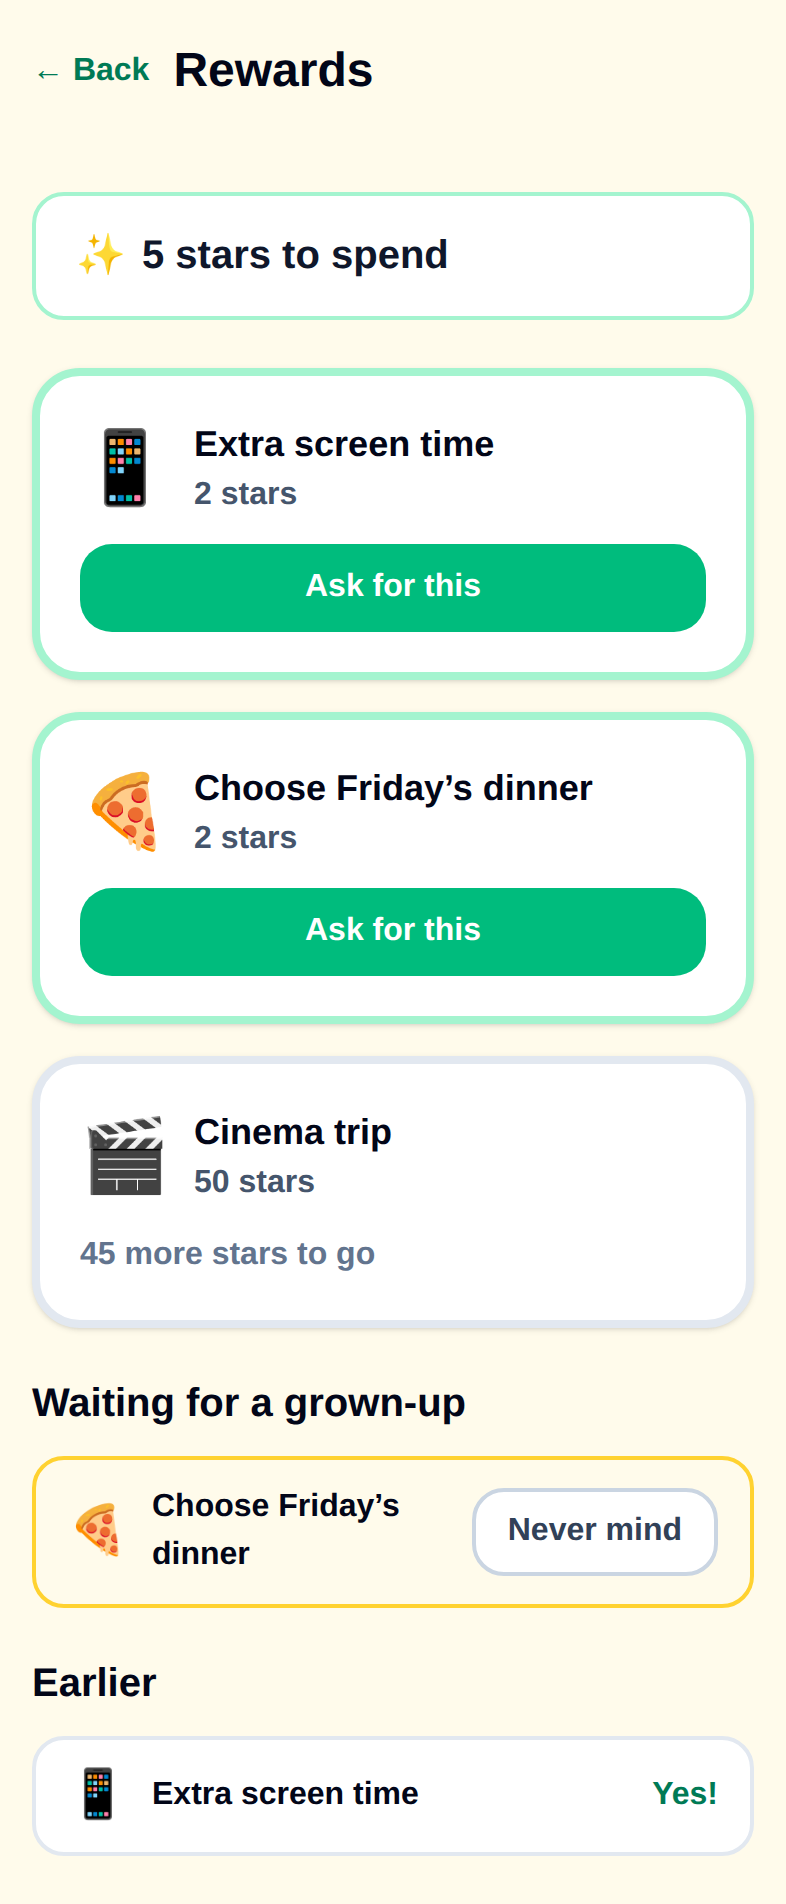 ← Back Rewards
✨ 5 stars to spend
Extra screen time
2 stars
Ask for this
Choose Friday’s dinner
2 stars
Ask for this
Cinema trip
50 stars
45 more stars to go
Waiting for a grown-up
Choose Friday’s
dinner
Never mind
Earlier
Extra screen time
Yes!